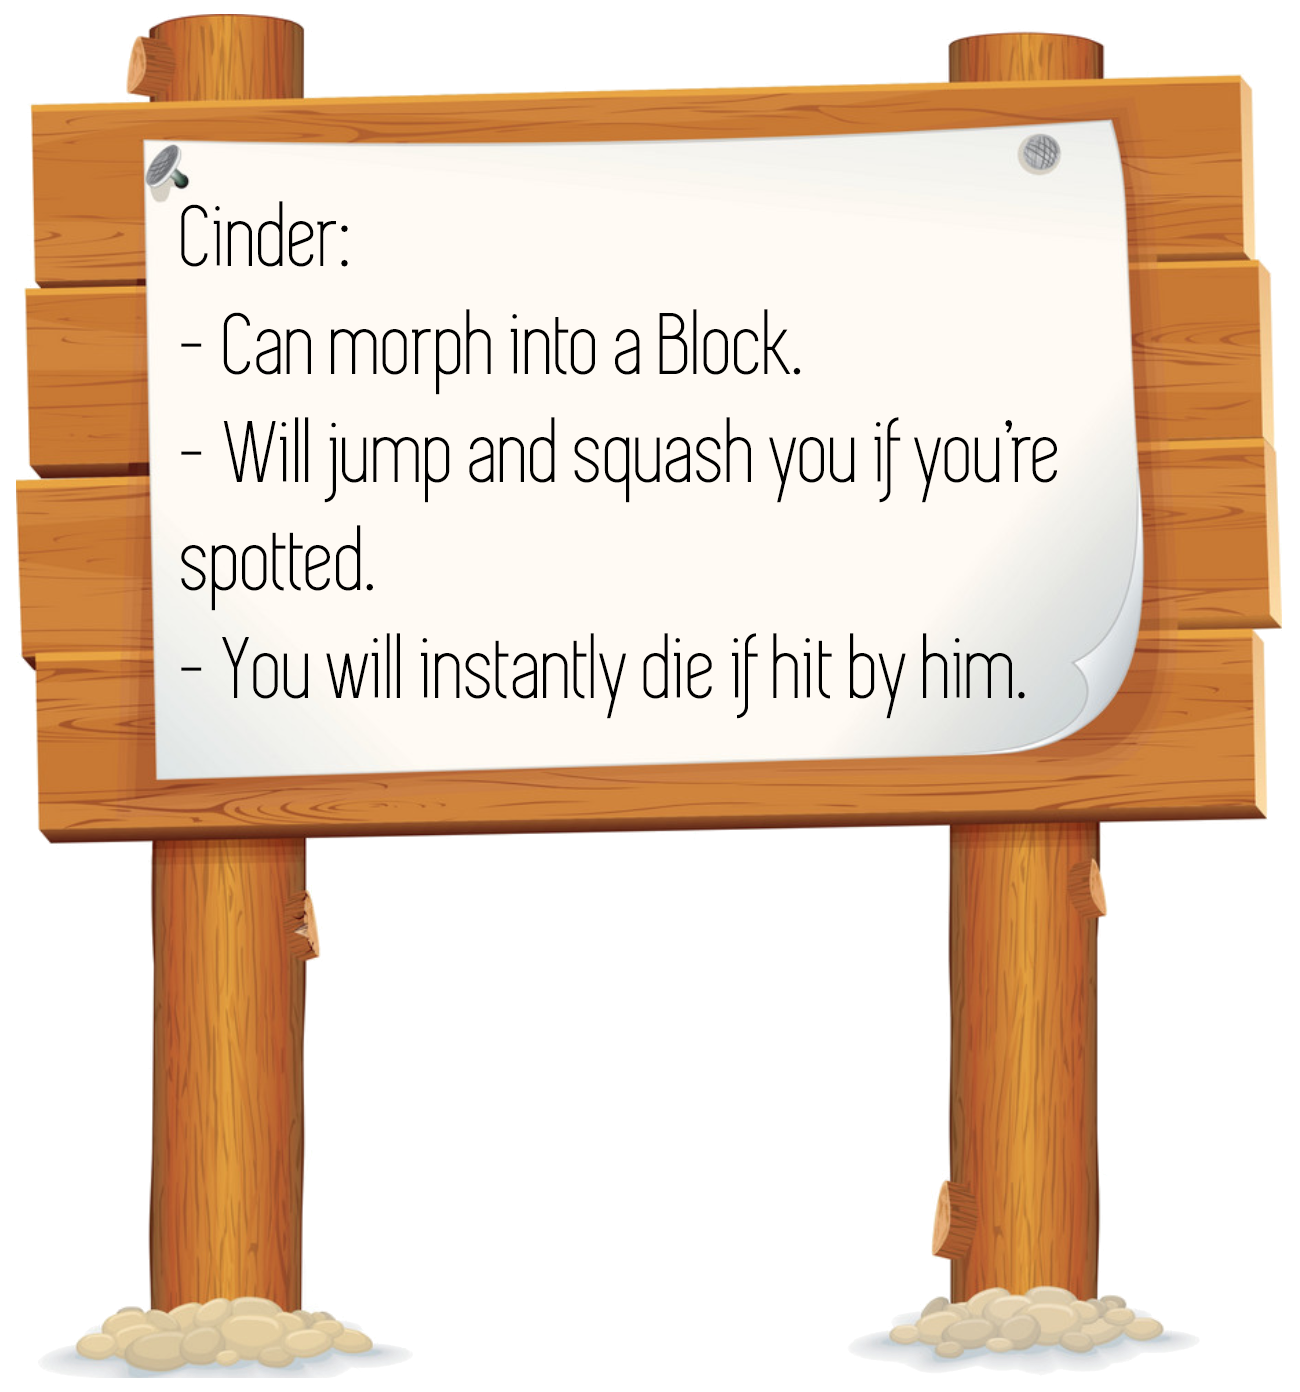 Cinder:
- Can morph into a Block.
- Will jump and squash you if you're
spotted.
- You will instantly die if hit by him.